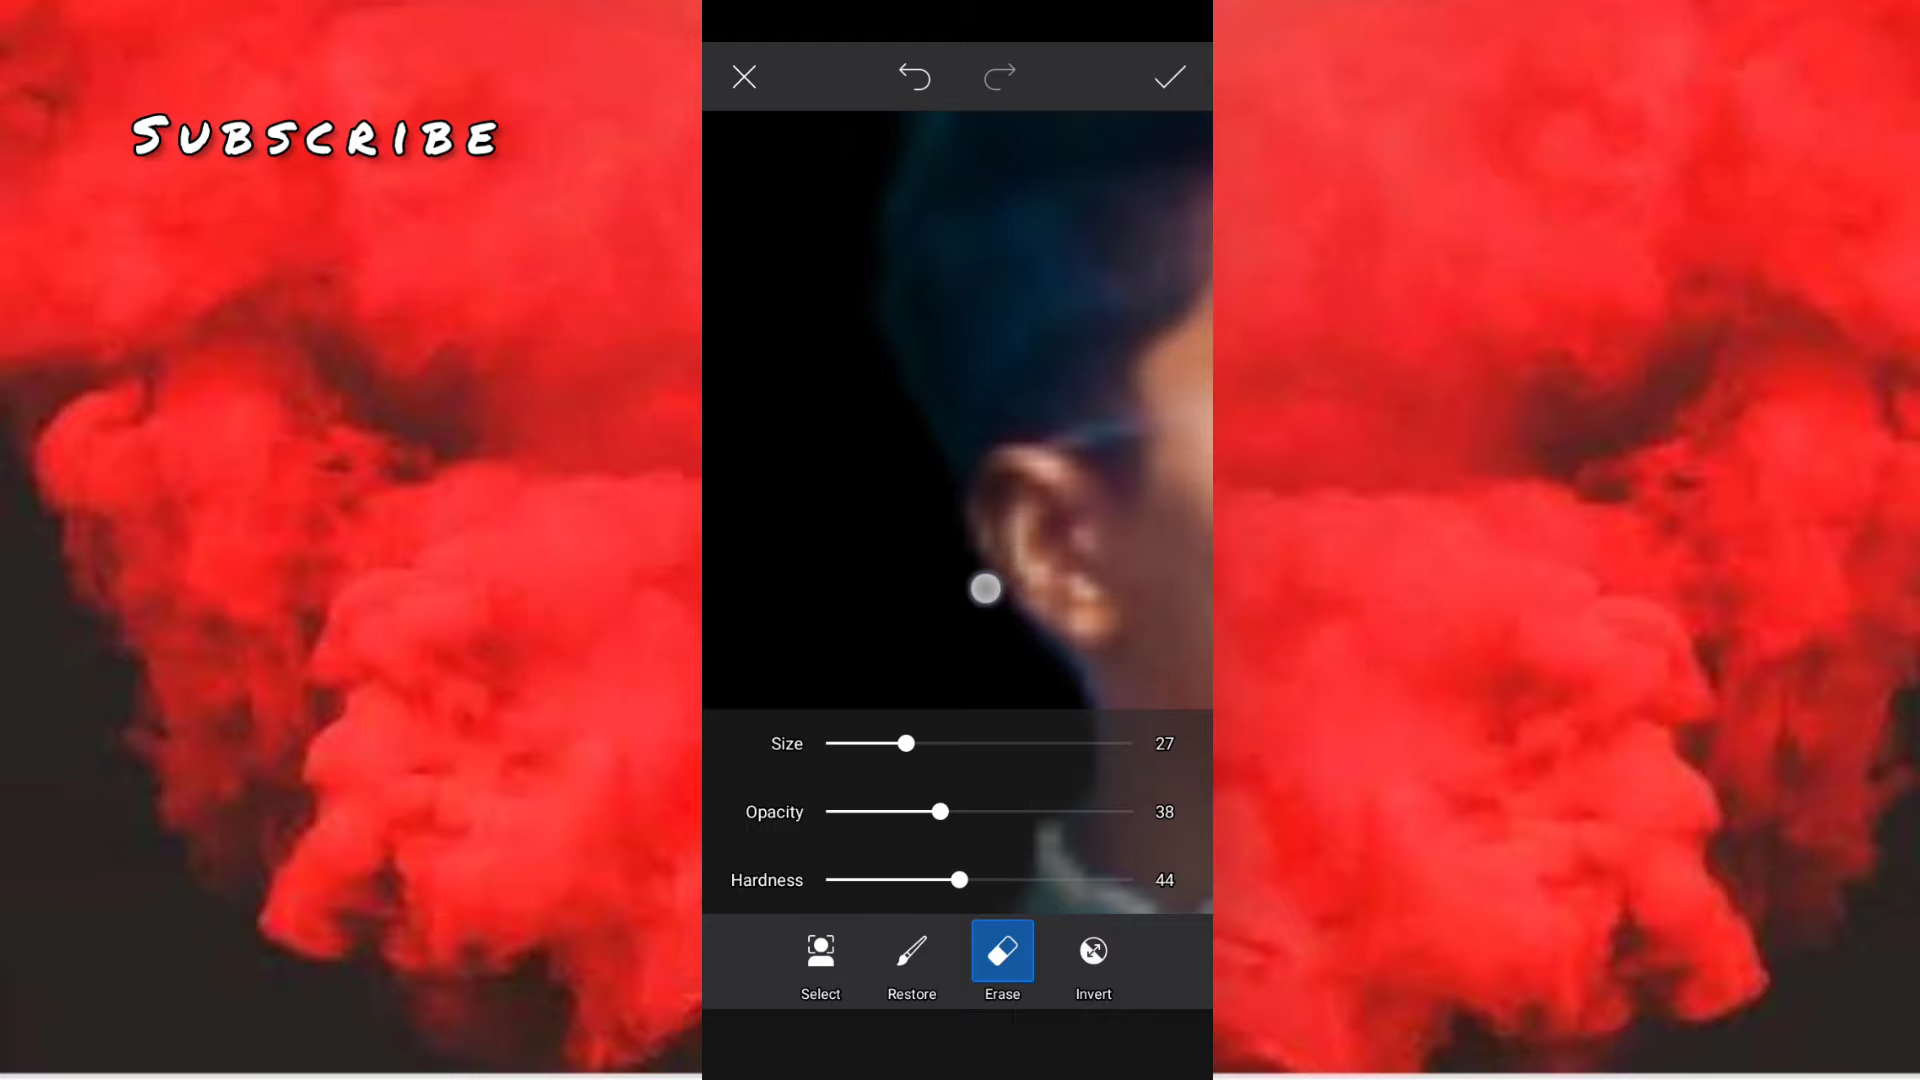 SUBSCRIBE
Size 27
Opacity 38
Hardness 44
Select Restore Erase Invert